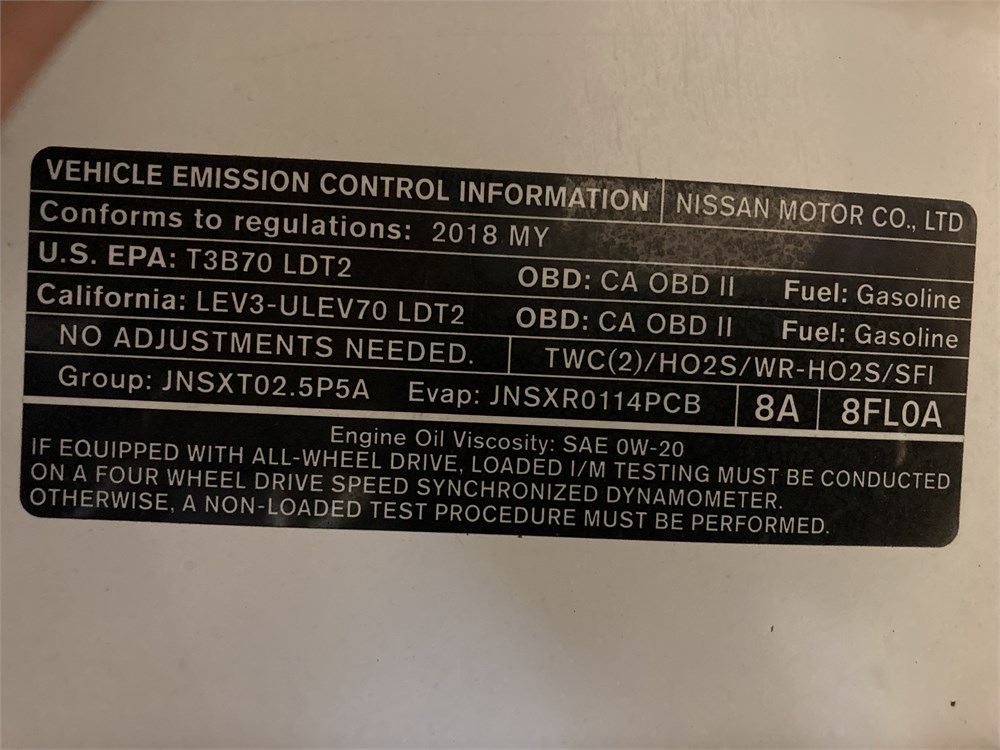 VEHICLE EMISSION CONTROL INFORMATION NISSAN MOTOR CO., LTD
Conforms to regulations: 2018 MY
U.S. EPA: T3B70 LDT2 OBD: CA OBD II Fuel: Gasoline
California: LEV3-ULEV70 LDT2 OBD: CA OBD II Fuel: Gasoline
NO ADJUSTMENTS NEEDED. TWC(2)/HO2S/WR-HO2S/SFI
Group: JNSXT02.5P5A Evap: JNSXR0114PCB 8A 8FL0A
Engine Oil Viscosity: SAE 0W-20
IF EQUIPPED WITH ALL-WHEEL DRIVE, LOADED I/M TESTING MUST BE CONDUCTED
ON A FOUR WHEEL DRIVE SPEED SYNCHRONIZED DYNAMOMETER.
OTHERWISE, A NON-LOADED TEST PROCEDURE MUST BE PERFORMED.